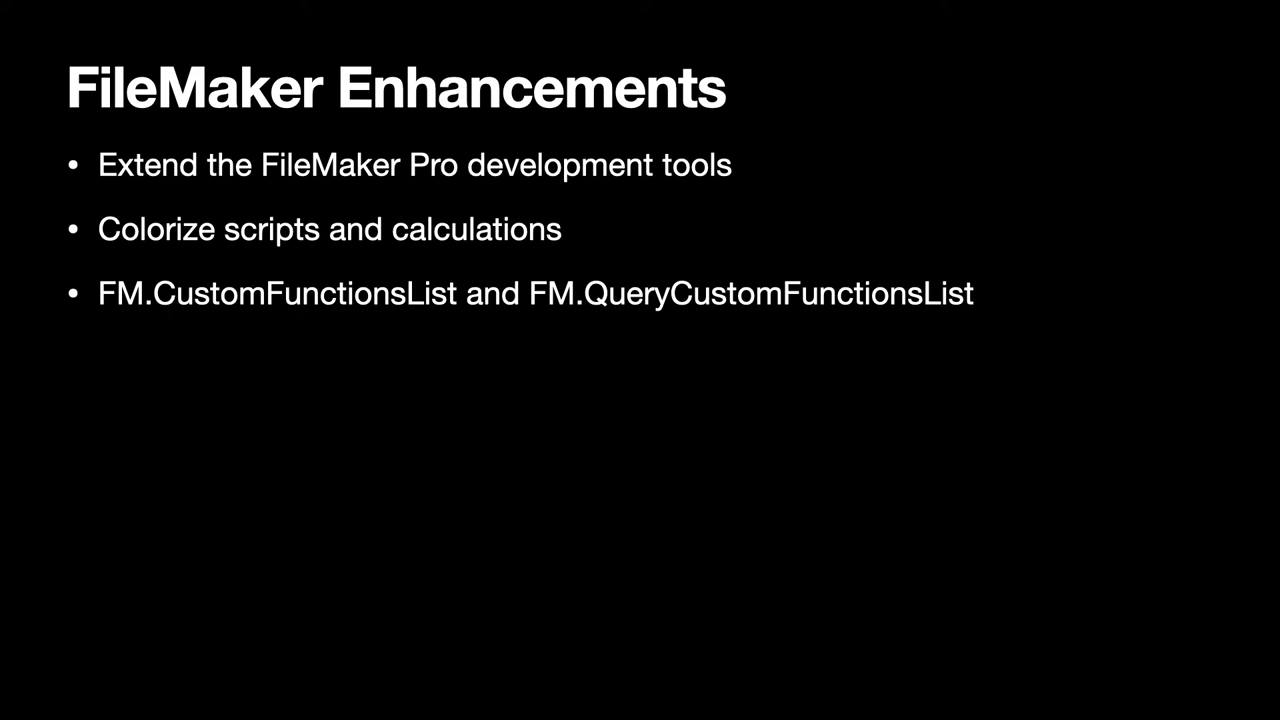 FileMaker Enhancements
• Extend the FileMaker Pro development tools
• Colorize scripts and calculations
• FM.CustomFunctionsList and FM.QueryCustomFunctionsList